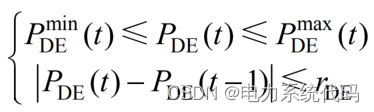 P_DE^min(t) ≤ P_DE(t) ≤ P_DE^max(t)
|P_DE(t) − P_DE(t−1)| ≤ r_DE
CSDN @电力系统代码